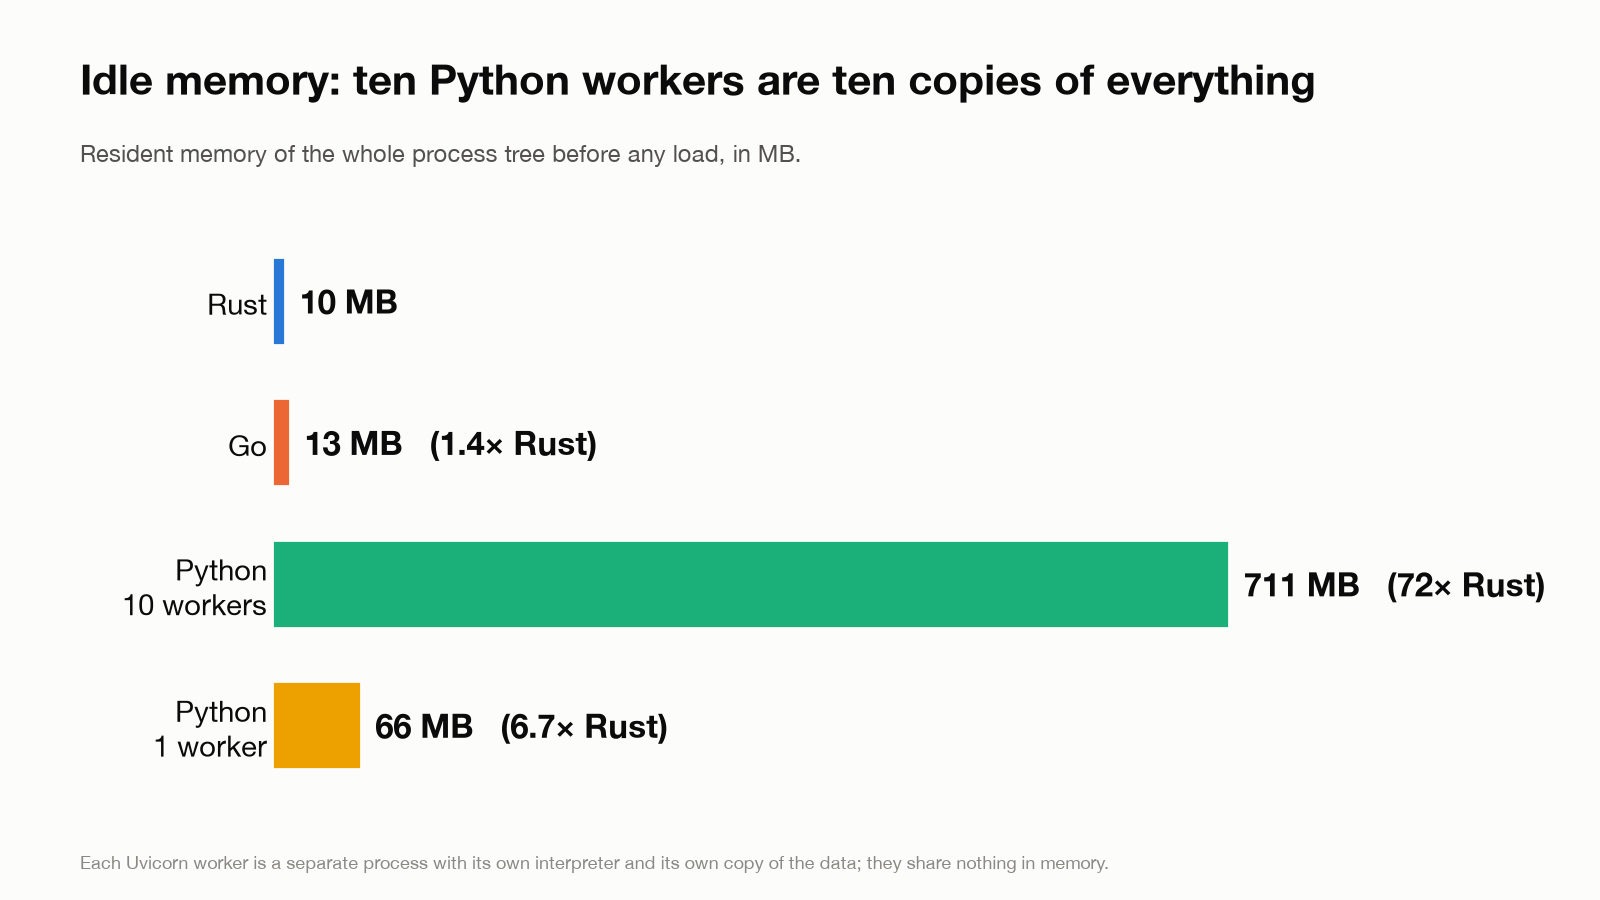 Idle memory: ten Python workers are ten copies of everything
Resident memory of the whole process tree before any load, in MB.
Rust 10 MB
Go 13 MB (1.4× Rust)
Python
10 workers
711 MB (72× Rust)
Python
1 worker
66 MB (6.7× Rust)
Each Uvicorn worker is a separate process with its own interpreter and its own copy of the data; they share nothing in memory.